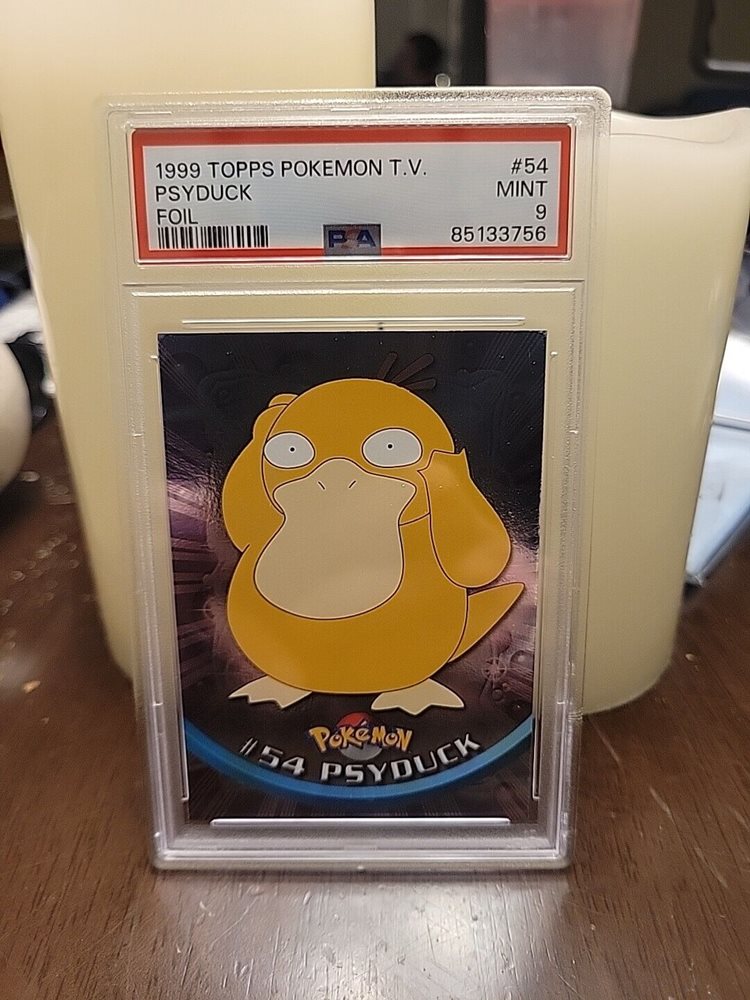 1999 TOPPS POKEMON T.V. #54
PSYDUCK MINT
FOIL 9
PSA 85133756
POKéMON
#54 PSYDUCK